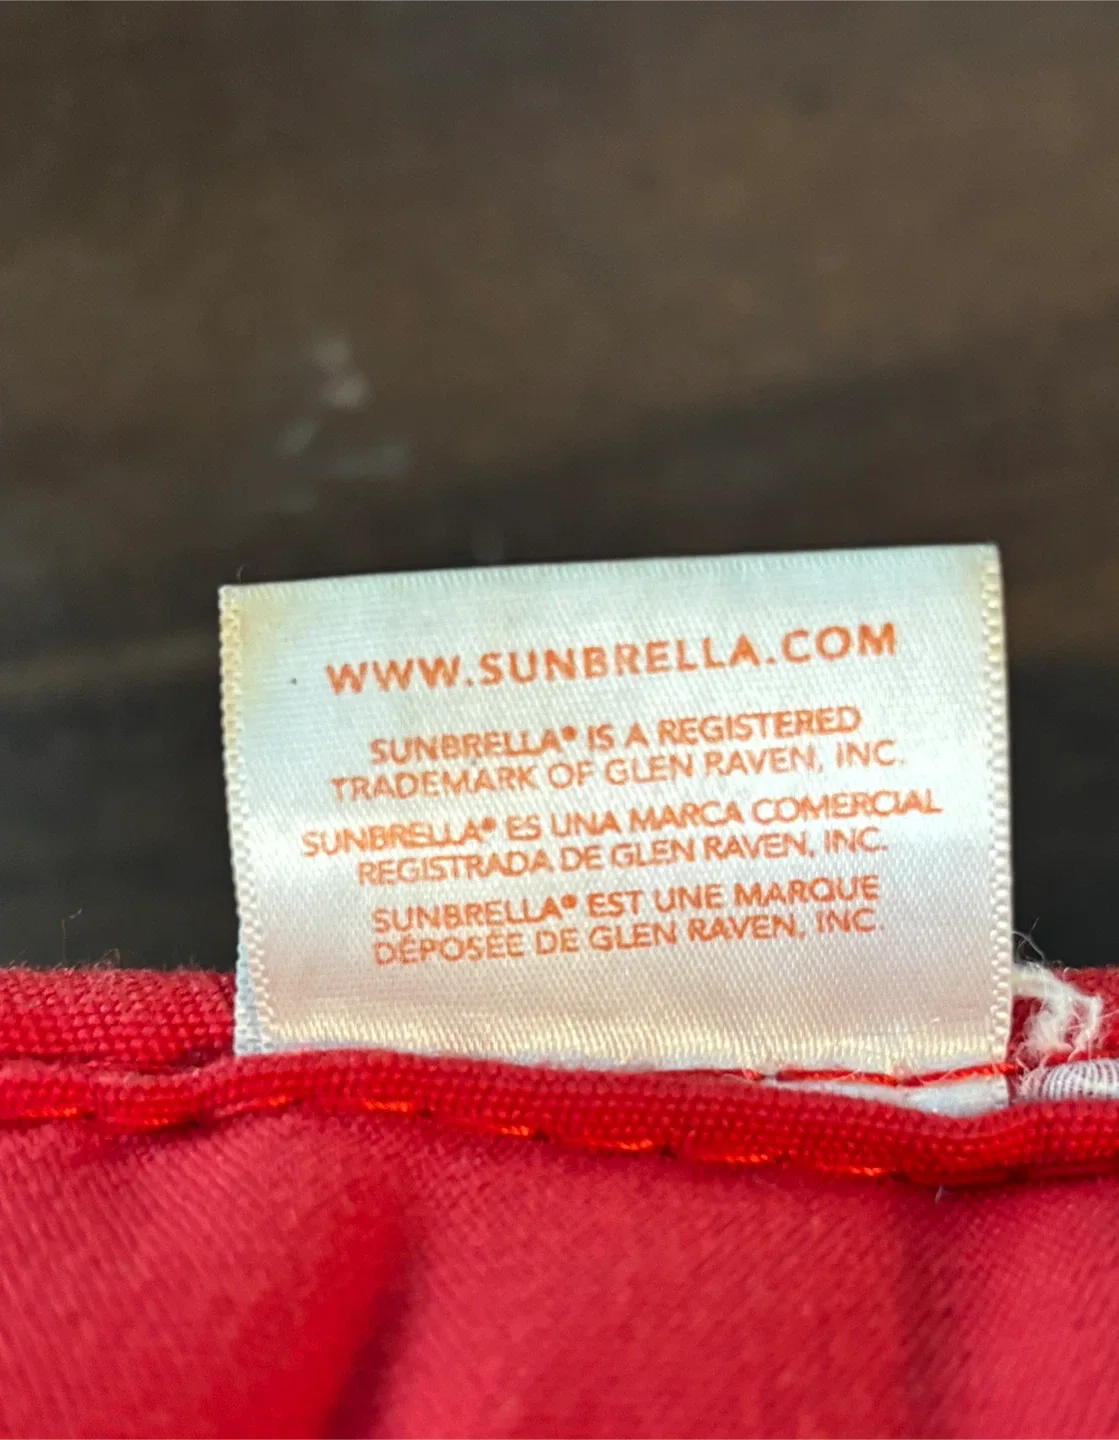 WWW.SUNBRELLA.COM
SUNBRELLA® IS A REGISTERED
TRADEMARK OF GLEN RAVEN, INC.
SUNBRELLA® ES UNA MARCA COMERCIAL
REGISTRADA DE GLEN RAVEN, INC.
SUNBRELLA® EST UNE MARQUE
DÉPOSÉE DE GLEN RAVEN, INC.